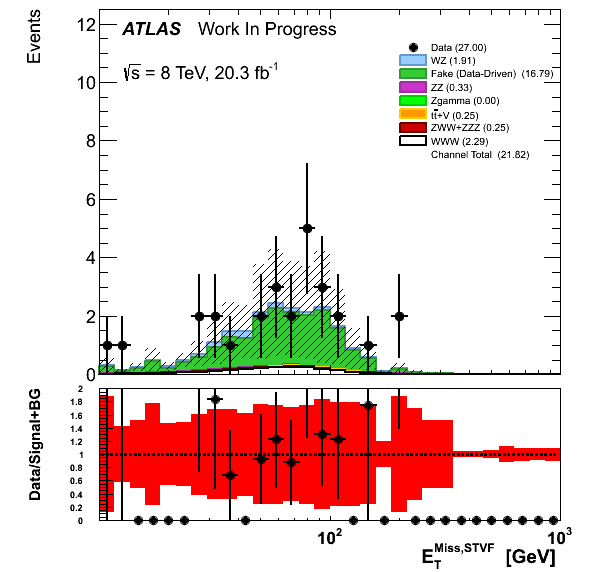 Events
12
10
8
6
4
2
0
ATLAS Work In Progress
√s = 8 TeV, 20.3 fb⁻¹
Data (27.00)
WZ (1.91)
Fake (Data-Driven) (16.79)
ZZ (0.33)
Zgamma (0.00)
tt̄+V (0.25)
ZWW+ZZZ (0.25)
WWW (2.29)
Channel Total (21.82)
Data/Signal+BG
2
1.8
1.6
1.4
1.2
1
0.8
0.6
0.4
0.2
0
10² 10³
E_T^Miss,STVF [GeV]